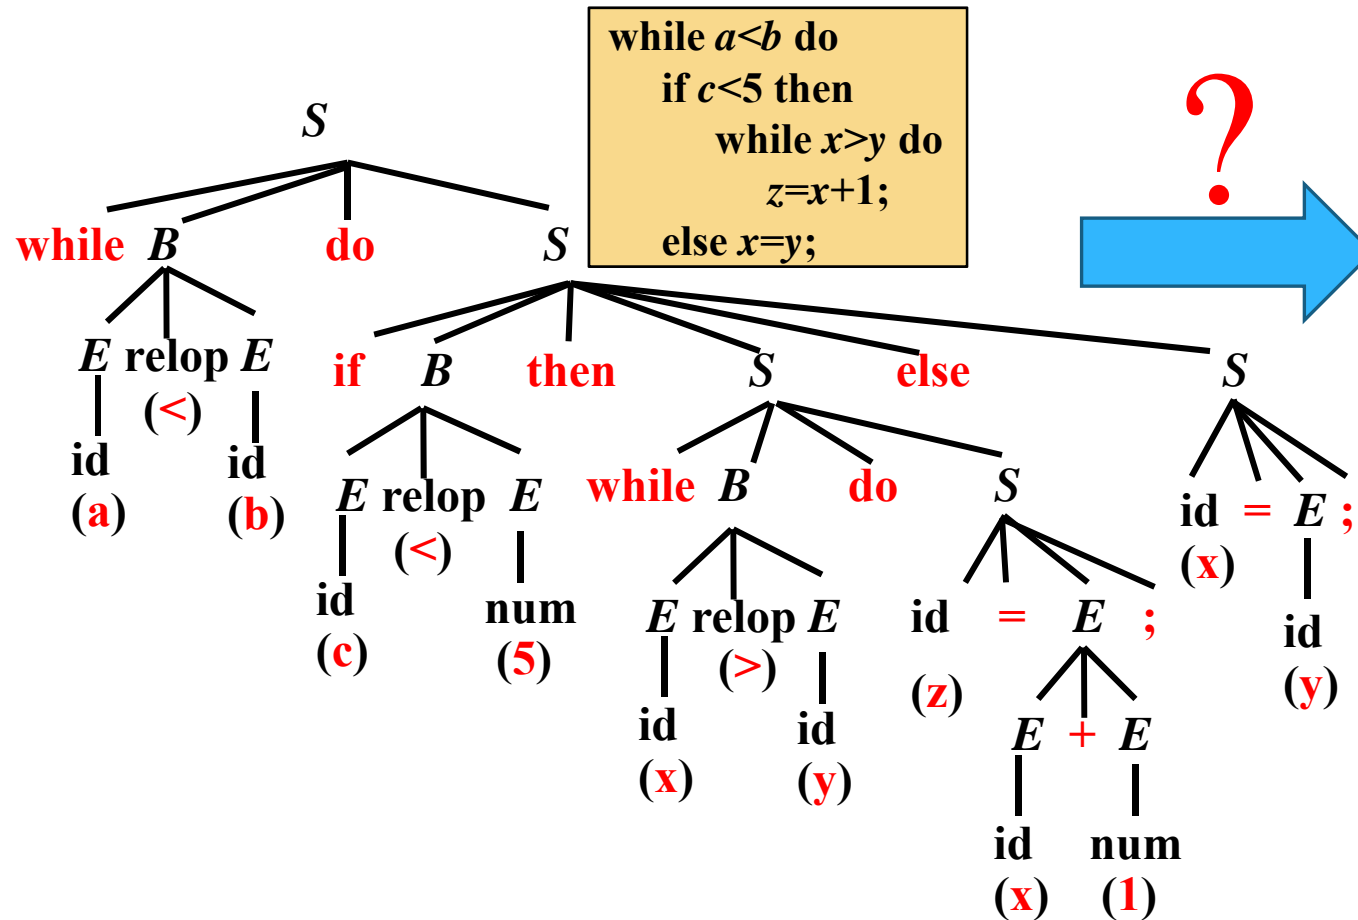 while a<b do
if c<5 then
while x>y do
z=x+1;
else x=y;
?
S
while B do S
E relop E
(<)
id id
(a) (b)
if B then S else S
E relop E
(<)
id num
(c) (5)
while B do S
id = E ;
(x)
id
(y)
E relop E
(>)
id id
(x) (y)
id = E ;
(z)
E + E
id num
(x) (1)